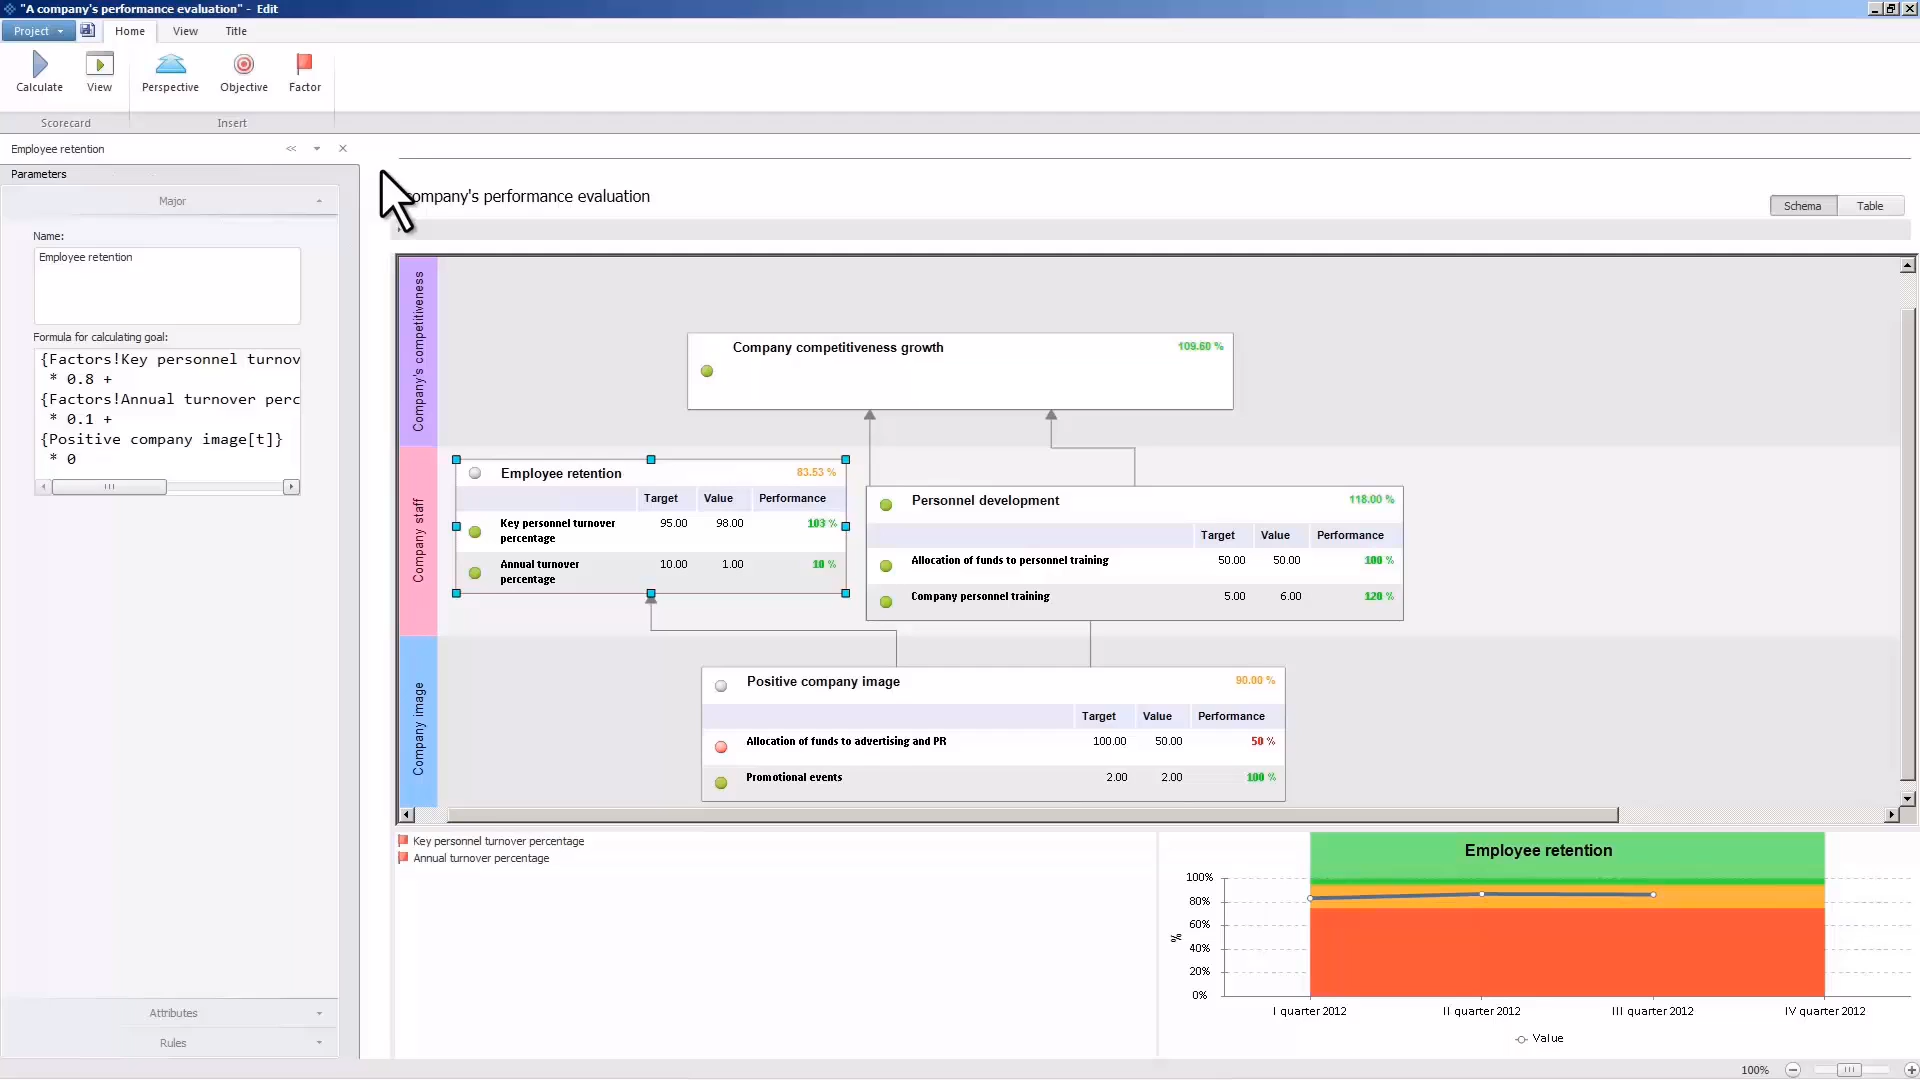 "A company's performance evaluation" - Edit
Project
Home
View
Title
Calculate
View
Perspective
Objective
Factor
Scorecard
Insert
Employee retention
Parameters
Major
Name:
Employee retention
Formula for calculating goal:
{Factors!Key personnel turnov
* 0.8 +
{Factors!Annual turnover perc
* 0.1 +
{Positive company image[t]}
* 0
Attributes
Rules
company's performance evaluation
Schema
Table
Company's competitiveness
Company competitiveness growth
109.60 %
Company staff
Employee retention
83.53 %
Target Value Performance
Key personnel turnover percentage
95.00 98.00 103 %
Annual turnover percentage
10.00 1.00 10 %
Personnel development
118.00 %
Target Value Performance
Allocation of funds to personnel training
50.00 50.00 100 %
Company personnel training
5.00 6.00 120 %
Company image
Positive company image
90.00 %
Target Value Performance
Allocation of funds to advertising and PR
100.00 50.00 50 %
Promotional events
2.00 2.00 100 %
Key personnel turnover percentage
Annual turnover percentage
Employee retention
100%
80%
60%
40%
20%
0%
%
I quarter 2012
II quarter 2012
III quarter 2012
IV quarter 2012
Value
100%